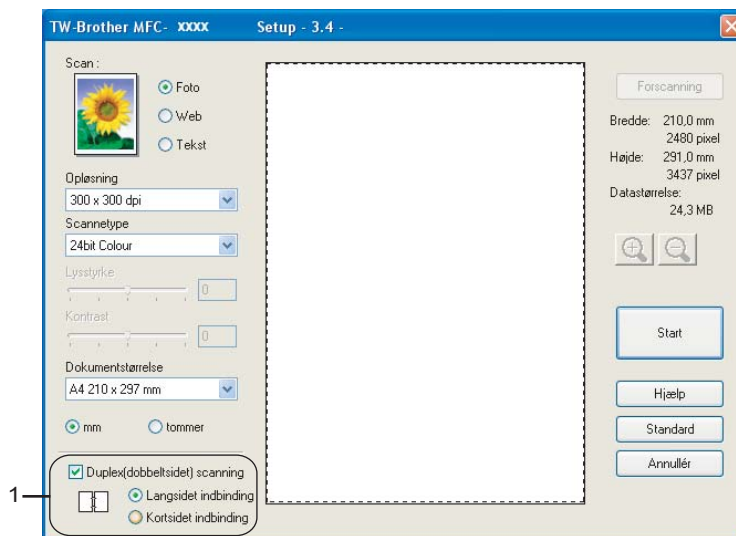 TW-Brother MFC- xxxx Setup - 3.4 -
Scan :
Foto
Web
Tekst
Opløsning
300 x 300 dpi
Scannetype
24bit Colour
Lysstyrke
0
Kontrast
0
Dokumentstørrelse
A4 210 x 297 mm
mm
tommer
Duplex(dobbeltsidet) scanning
Langsidet indbinding
Kortsidet indbinding
1
Forscanning
Bredde: 210,0 mm
2480 pixel
Højde: 291,0 mm
3437 pixel
Datastørrelse:
24,3 MB
Start
Hjælp
Standard
Annullér